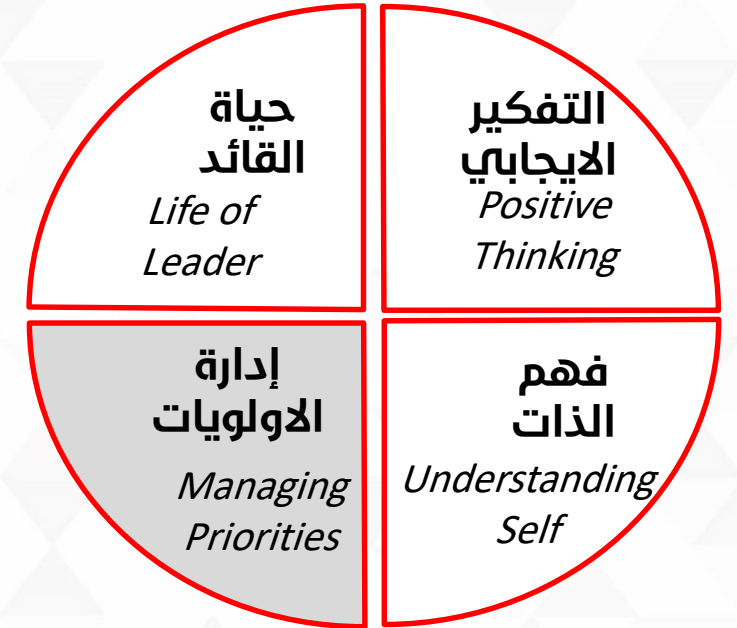 حياة
القائد
Life of
Leader
التفكير
الايجابي
Positive
Thinking
إدارة
الاولويات
Managing
Priorities
فهم
الذات
Understanding
Self